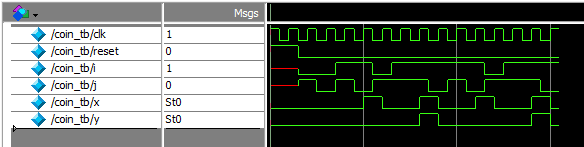 Msgs
/coin_tb/clk 1
/coin_tb/reset 0
/coin_tb/i 1
/coin_tb/j 0
/coin_tb/x St0
/coin_tb/y St0